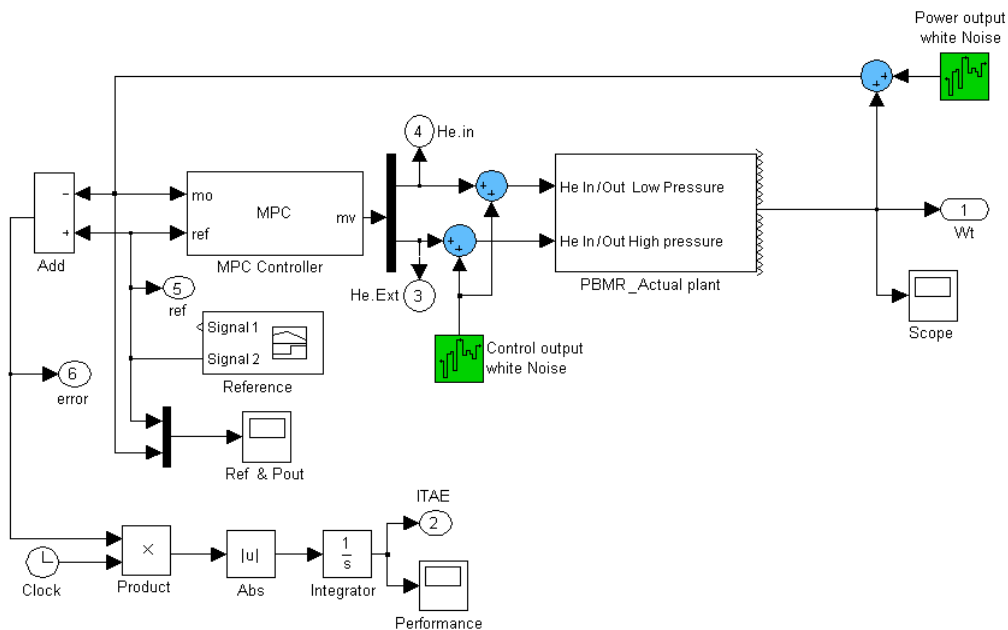 Power output
white Noise
+
+
4
He.in
-
+
Add
mo
ref
MPC
mv
MPC Controller
+
+
+
+
He In/Out Low Pressure
He In/Out High pressure
PBMR_Actual plant
1
Wt
5
ref
He.Ext
3
Scope
Signal 1
Signal 2
Reference
Control output
white Noise
6
error
Ref & Pout
ITAE
2
Clock
×
Product
|u|
Abs
1
s
Integrator
Performance